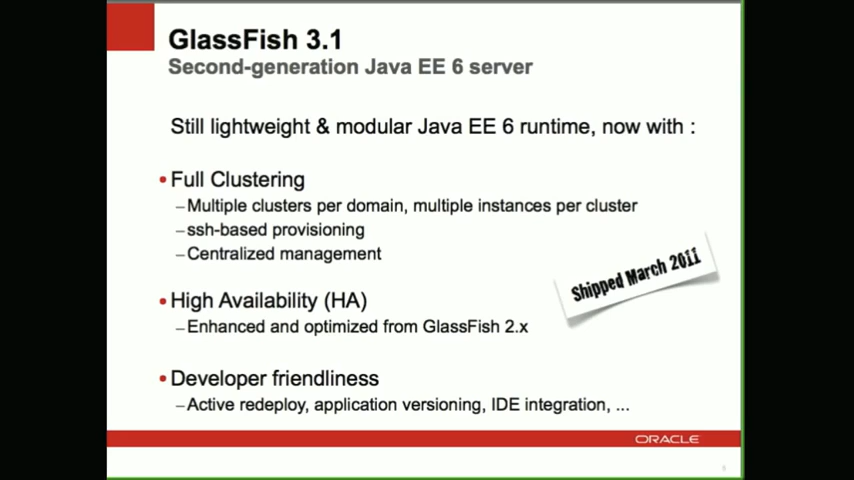 GlassFish 3.1
Second-generation Java EE 6 server
Still lightweight & modular Java EE 6 runtime, now with :
• Full Clustering
– Multiple clusters per domain, multiple instances per cluster
– ssh-based provisioning
– Centralized management
Shipped March 2011
• High Availability (HA)
– Enhanced and optimized from GlassFish 2.x
• Developer friendliness
– Active redeploy, application versioning, IDE integration, ...
ORACLE